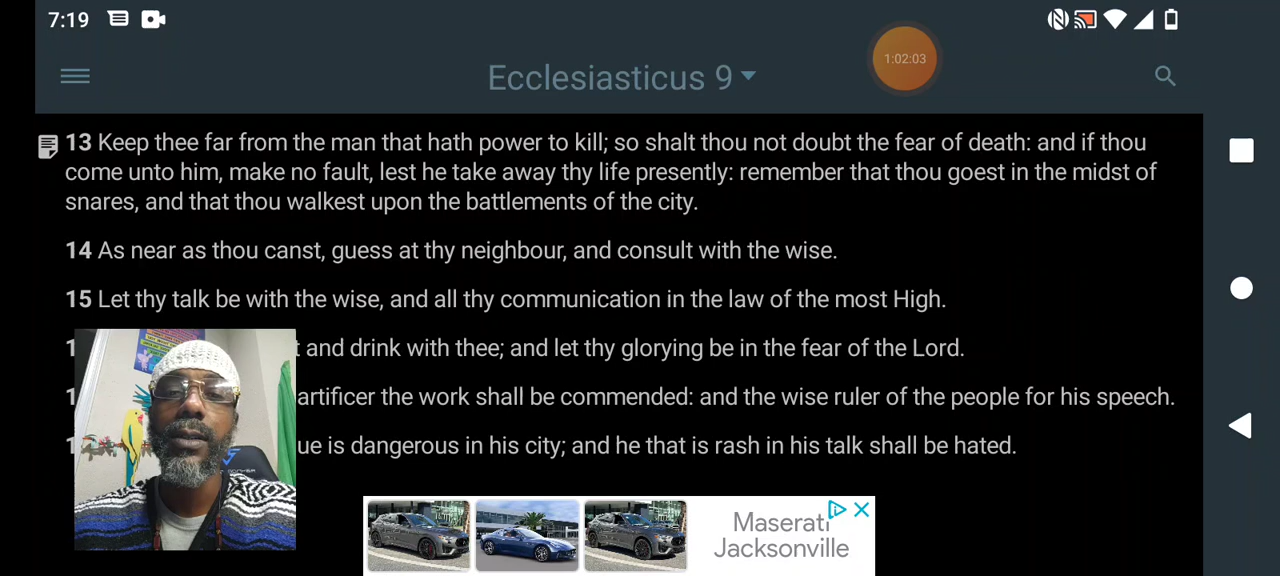 7:19
Ecclesiasticus 9
1:02:03
13 Keep thee far from the man that hath power to kill; so shalt thou not doubt the fear of death: and if thou
come unto him, make no fault, lest he take away thy life presently: remember that thou goest in the midst of
snares, and that thou walkest upon the battlements of the city.
14 As near as thou canst, guess at thy neighbour, and consult with the wise.
15 Let thy talk be with the wise, and all thy communication in the law of the most High.
and drink with thee; and let thy glorying be in the fear of the Lord.
artificer the work shall be commended: and the wise ruler of the people for his speech.
is dangerous in his city; and he that is rash in his talk shall be hated.
Maserati
Jacksonville